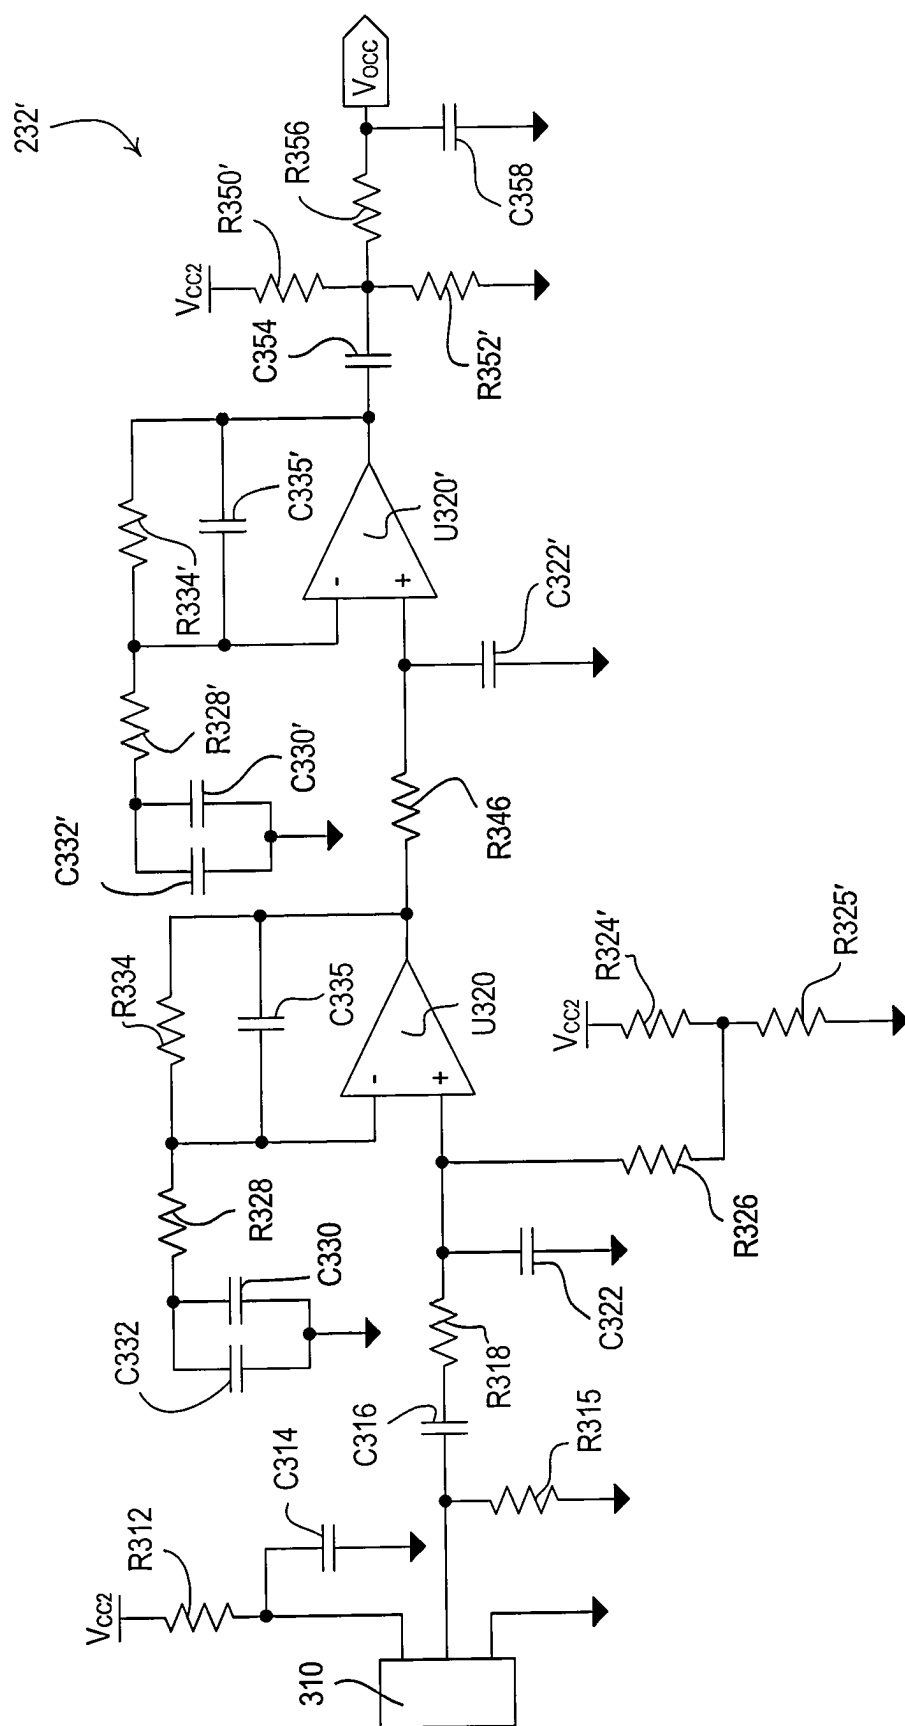 232'
VCC2
R312
C314
310
R315
C316
R318
C322
R326
VCC2
R324'
R325'
C332
C330
R328
R334
C335
-
+
U320
R346
C322'
C332'
C330'
R328'
R334'
C335'
-
+
U320'
C354
VCC2
R350'
R352'
R356
C358
VOCC